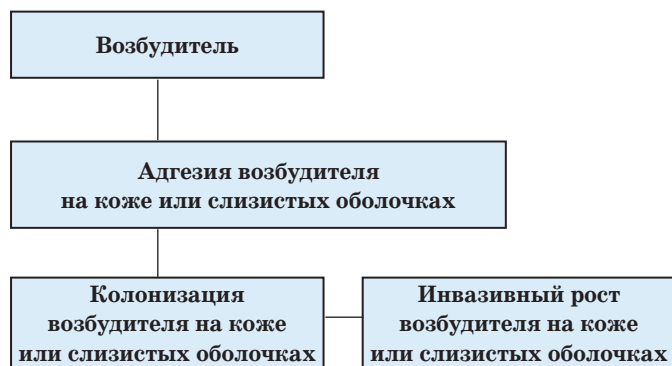 Возбудитель
Адгезия возбудителя
на коже или слизистых оболочках
Колонизация
возбудителя на коже
или слизистых оболочках
Инвазивный рост
возбудителя на коже
или слизистых оболочках